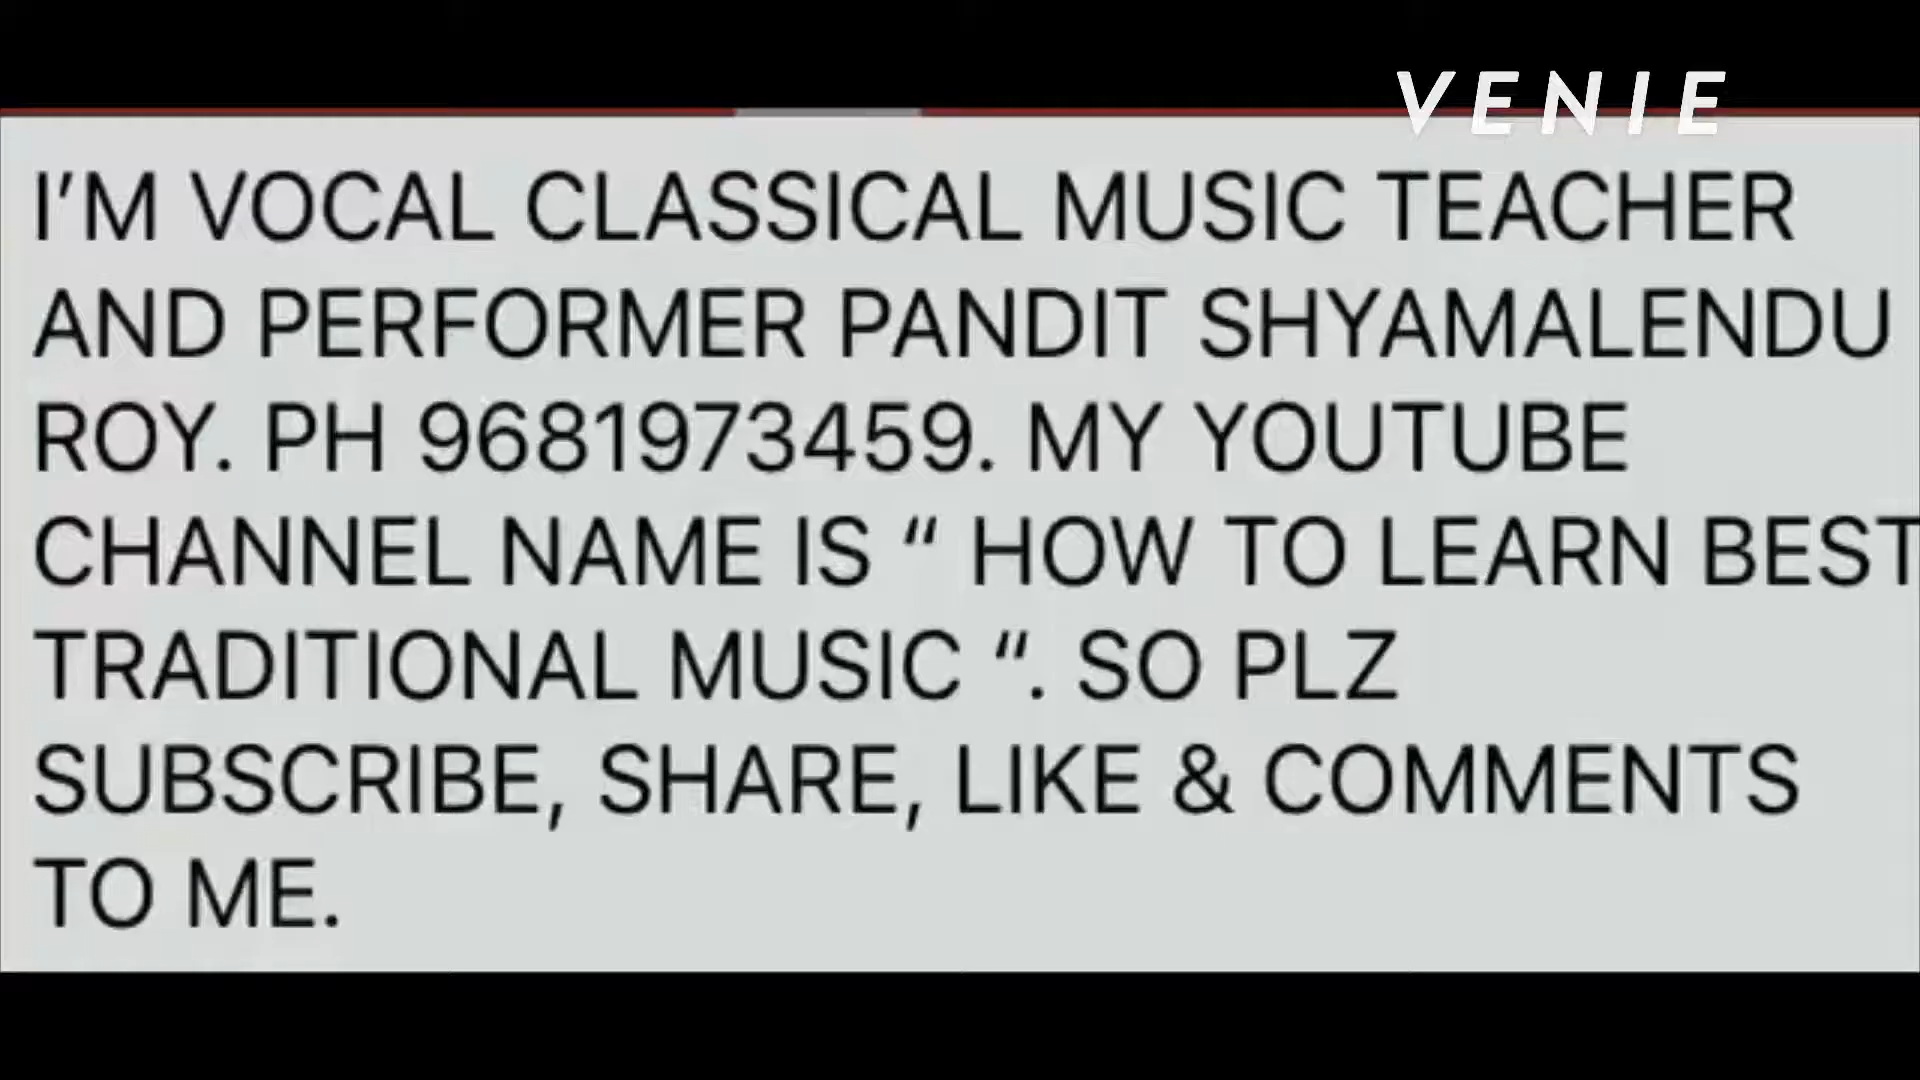 VENIE
I’M VOCAL CLASSICAL MUSIC TEACHER
AND PERFORMER PANDIT SHYAMALENDU
ROY. PH 9681973459. MY YOUTUBE
CHANNEL NAME IS “ HOW TO LEARN BEST
TRADITIONAL MUSIC “. SO PLZ
SUBSCRIBE, SHARE, LIKE & COMMENTS
TO ME.